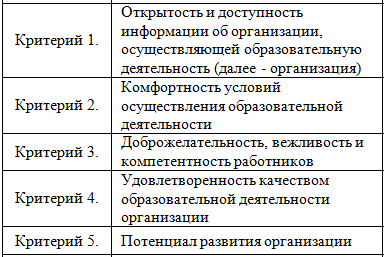 Критерий 1.
Открытость и доступность
информации об организации,
осуществляющей образовательную
деятельность (далее - организация)
Критерий 2.
Комфортность условий
осуществления образовательной
деятельности
Критерий 3.
Доброжелательность, вежливость и
компетентность работников
Критерий 4.
Удовлетворенность качеством
образовательной деятельности
организации
Критерий 5.
Потенциал развития организации